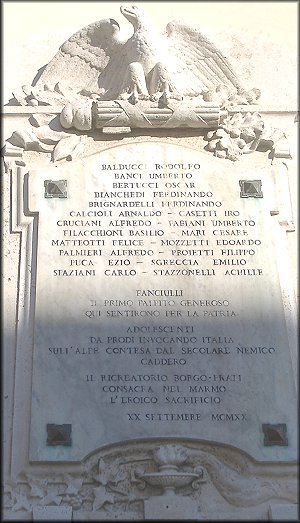 BALDUCCI RODOLFO
BANCI UMBERTO
BERTUCCI OSCAR
BIANCHEDI FERDINANDO
BRIGNARDELLI FERDINANDO
CALCIOLI ARNALDO – CASETTI IRO
CRUCIANI ALFREDO – FABIANI UMBERTO
FILACCHIONI BASILIO – MARI CESARE
MATTEOTTI FELICE – MOZZETTI EDOARDO
PALMIERI ALFREDO – PROIETTI FILIPPO
PUCA EZIO – SGRECCIA EMILIO
STAZIANI CARLO – STAZZONELLI ACHILLE
FANCIULLI
IL PRIMO PALPITO GENEROSO
QUI SENTIRONO PER LA PATRIA
ADOLESCENTI
DA PRODI INVOCANDO ITALIA
SULL'ALPE CONTESA DAL SECOLARE NEMICO
CADDERO
IL RICREATORIO BORGO-PRATI
CONSACRA NEL MARMO
L'EROICO SACRIFICIO
XX SETTEMBRE MCMXX